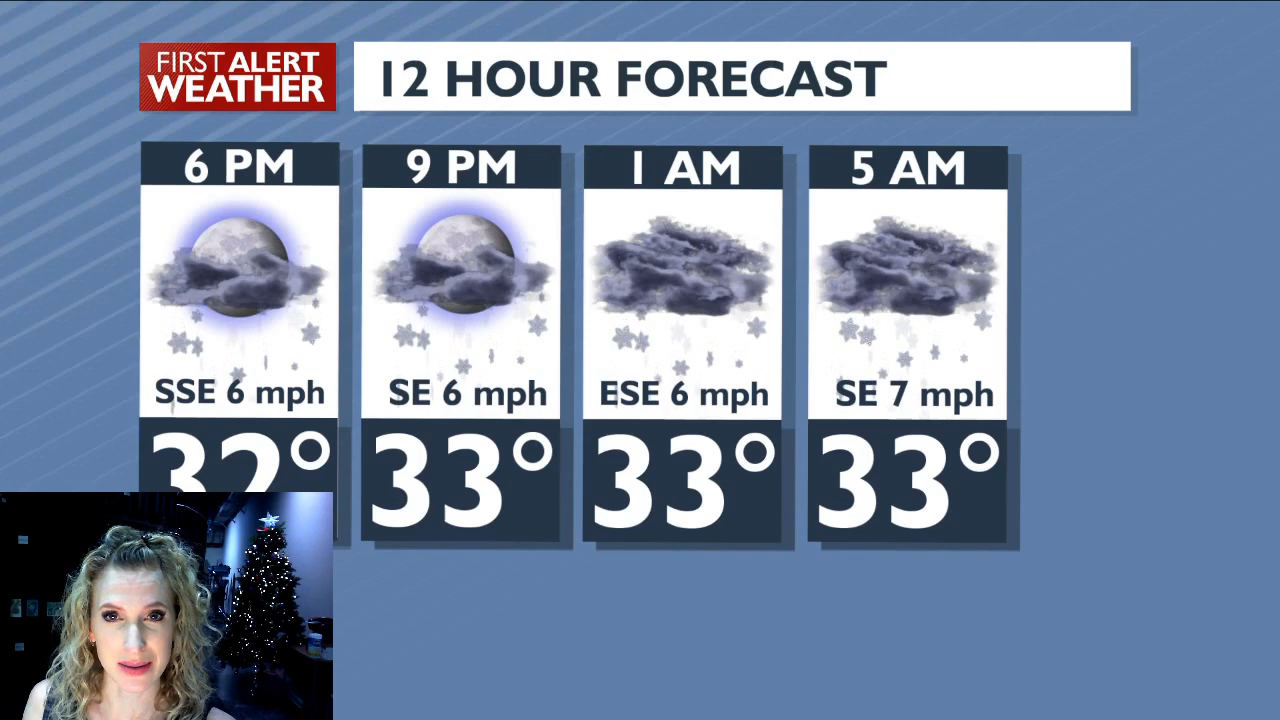 FIRST ALERT
WEATHER
12 HOUR FORECAST
6 PM
9 PM
1 AM
5 AM
SSE 6 mph
SE 6 mph
ESE 6 mph
SE 7 mph
32°
33°
33°
33°